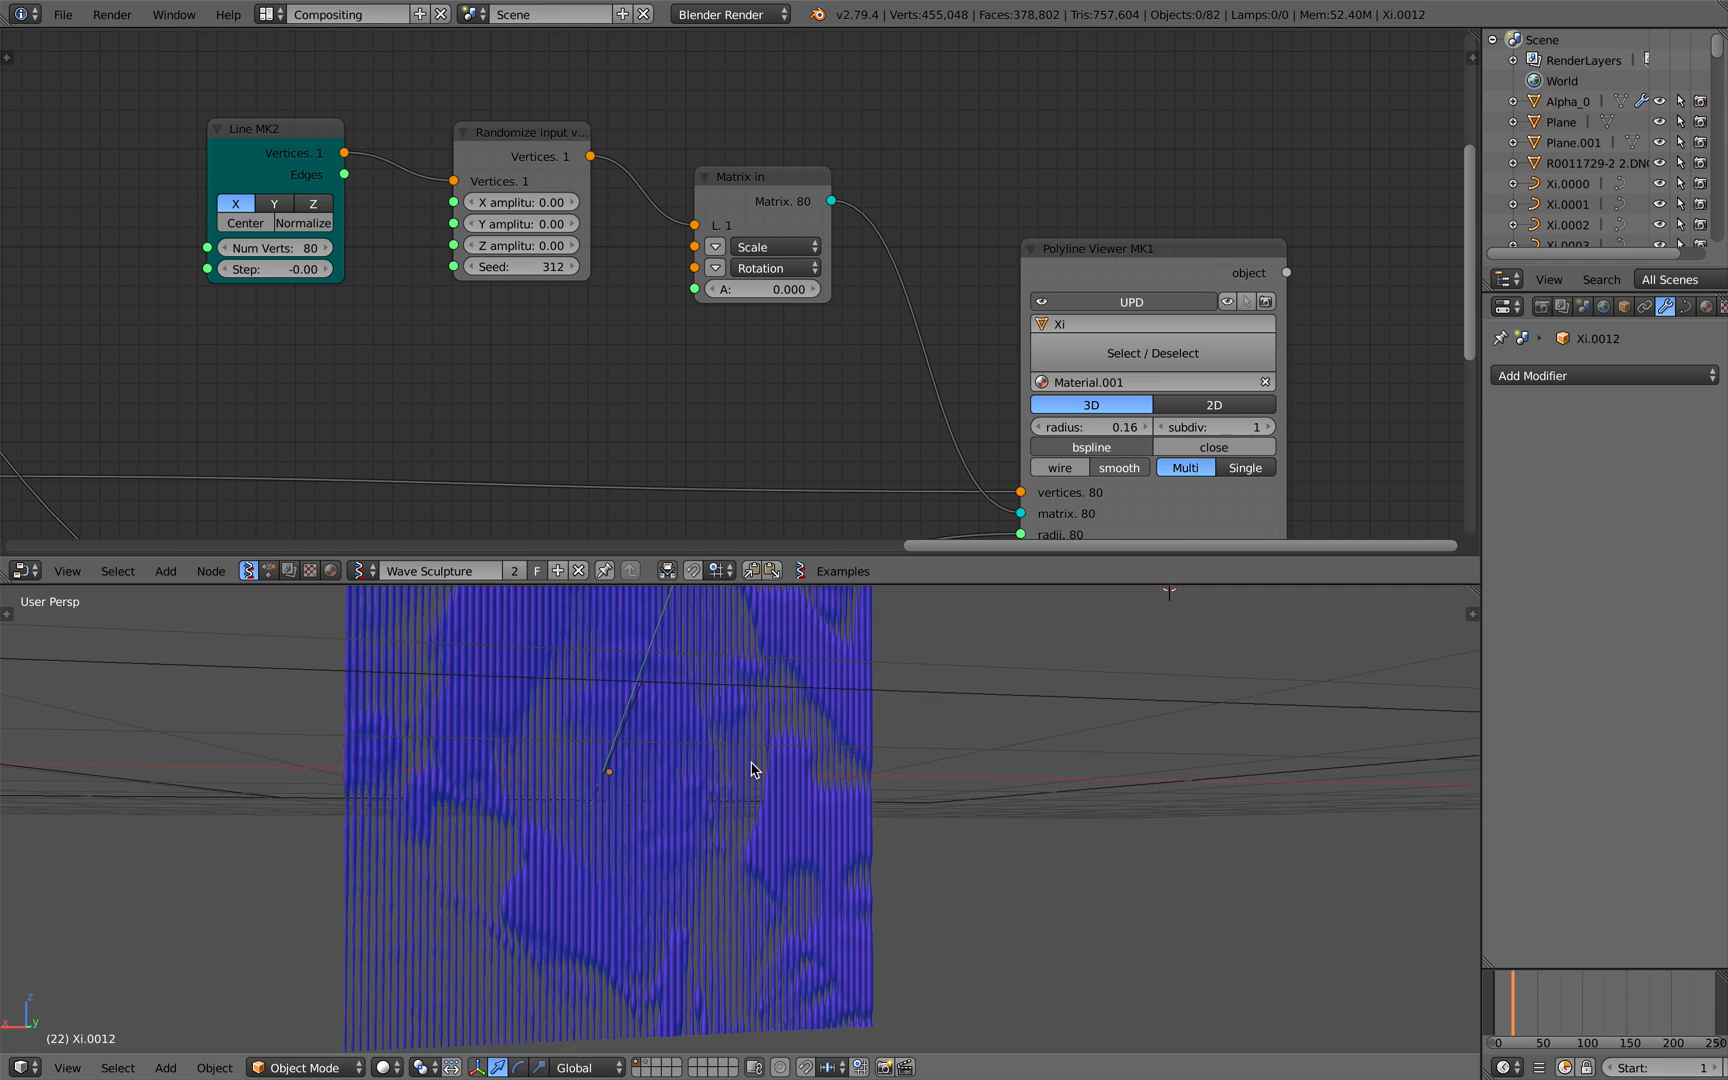 File Render Window Help Compositing Scene Blender Render v2.79.4 | Verts:455,048 | Faces:378,802 | Tris:757,604 | Objects:0/82 | Lamps:0/0 | Mem:52.40M | Xi.0012
Line MK2
Vertices. 1
Edges
X Y Z
Center Normalize
Num Verts: 80
Step: -0.00
Randomize input v...
Vertices. 1
Vertices. 1
X amplitu: 0.00
Y amplitu: 0.00
Z amplitu: 0.00
Seed: 312
Matrix in
Matrix. 80
L. 1
Scale
Rotation
A: 0.000
Polyline Viewer MK1
object
UPD
Xi
Select / Deselect
Material.001
3D 2D
radius: 0.16 subdiv: 1
bspline close
wire smooth Multi Single
vertices. 80
matrix. 80
radii. 80
View Select Add Node Wave Sculpture 2 F Examples
User Persp
z
x y
(22) Xi.0012
View Select Add Object Object Mode Global
Scene
RenderLayers |
World
Alpha_0 |
Plane |
Plane.001 |
R0011729-2 2.DN
Xi.0000 |
Xi.0001 |
Xi.0002 |
Xi.0003
View Search All Scenes
Xi.0012
Add Modifier
0 50 100 150 200 250
Start: 1